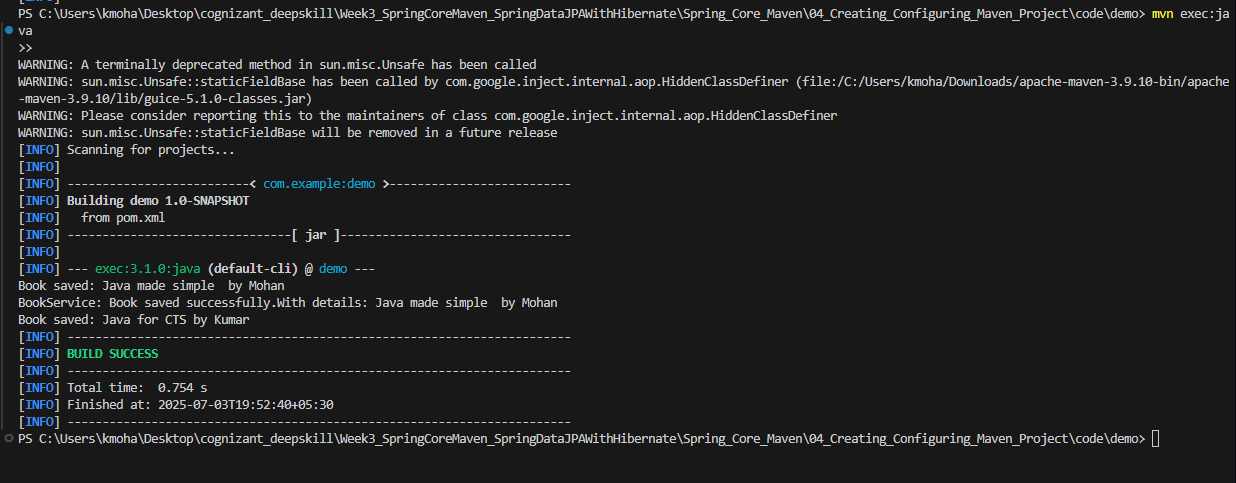 [INFO]
PS C:\Users\kmoha\Desktop\cognizant_deepskill\Week3_SpringCoreMaven_SpringDataJPAWithHibernate\Spring_Core_Maven\04_Creating_Configuring_Maven_Project\code\demo> mvn exec:ja
va
>>
WARNING: A terminally deprecated method in sun.misc.Unsafe has been called
WARNING: sun.misc.Unsafe::staticFieldBase has been called by com.google.inject.internal.aop.HiddenClassDefiner (file:/C:/Users/kmoha/Downloads/apache-maven-3.9.10-bin/apache
-maven-3.9.10/lib/guice-5.1.0-classes.jar)
WARNING: Please consider reporting this to the maintainers of class com.google.inject.internal.aop.HiddenClassDefiner
WARNING: sun.misc.Unsafe::staticFieldBase will be removed in a future release
[INFO] Scanning for projects...
[INFO]
[INFO] --------------------------< com.example:demo >--------------------------
[INFO] Building demo 1.0-SNAPSHOT
[INFO]   from pom.xml
[INFO] --------------------------------[ jar ]---------------------------------
[INFO]
[INFO] --- exec:3.1.0:java (default-cli) @ demo ---
Book saved: Java made simple  by Mohan
BookService: Book saved successfully.With details: Java made simple  by Mohan
Book saved: Java for CTS by Kumar
[INFO] ------------------------------------------------------------------------
[INFO] BUILD SUCCESS
[INFO] ------------------------------------------------------------------------
[INFO] Total time:  0.754 s
[INFO] Finished at: 2025-07-03T19:52:40+05:30
[INFO] ------------------------------------------------------------------------
PS C:\Users\kmoha\Desktop\cognizant_deepskill\Week3_SpringCoreMaven_SpringDataJPAWithHibernate\Spring_Core_Maven\04_Creating_Configuring_Maven_Project\code\demo>